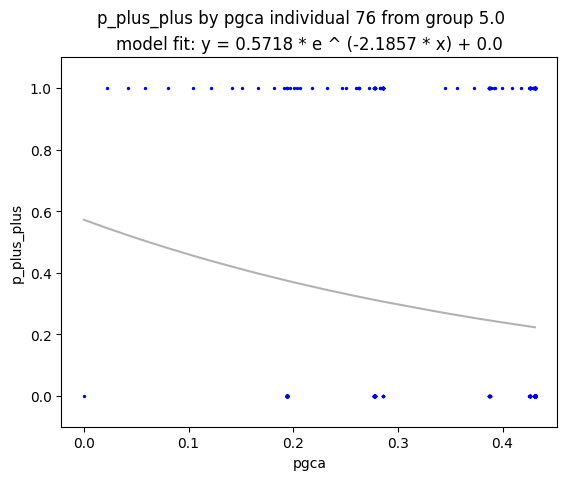 p_plus_plus by pgca individual 76 from group 5.0
model fit: y = 0.5718 * e ^ (-2.1857 * x) + 0.0
1.0
0.8
0.6
0.4
0.2
0.0
p_plus_plus
0.0 0.1 0.2 0.3 0.4
pgca